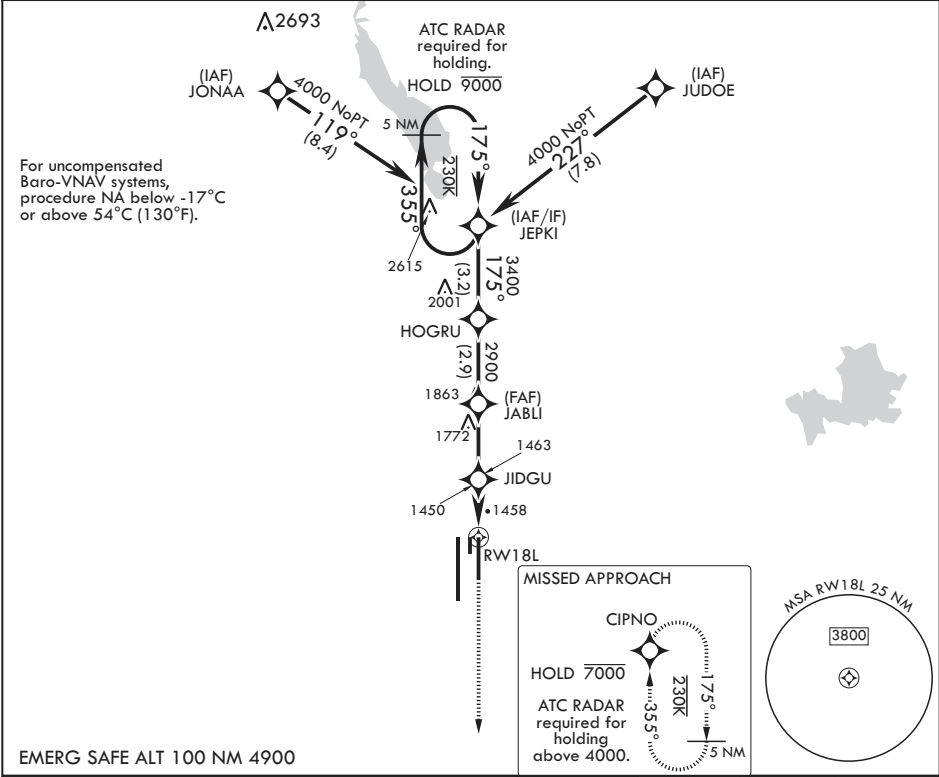 2693
ATC RADAR
required for
holding.
HOLD 9000
(IAF)
JONAA
4000 NoPT
119°
(8.4)
5 NM
175°
230K
355°
(IAF)
JUDOE
4000 NoPT
227°
(7.8)
For uncompensated
Baro-VNAV systems,
procedure NA below -17°C
or above 54°C (130°F).
(IAF/IF)
JEPKI
2615
3400
175°
(3.2)
2001
HOGRU
2900
(2.9)
1863
(FAF)
JABLI
1772
1463
JIDGU
1450
1458
RW18L
MISSED APPROACH
CIPNO
HOLD 7000
230K
175°
355°
ATC RADAR
required for
holding
above 4000.
5 NM
MSA RW18L 25 NM
3800
EMERG SAFE ALT 100 NM 4900